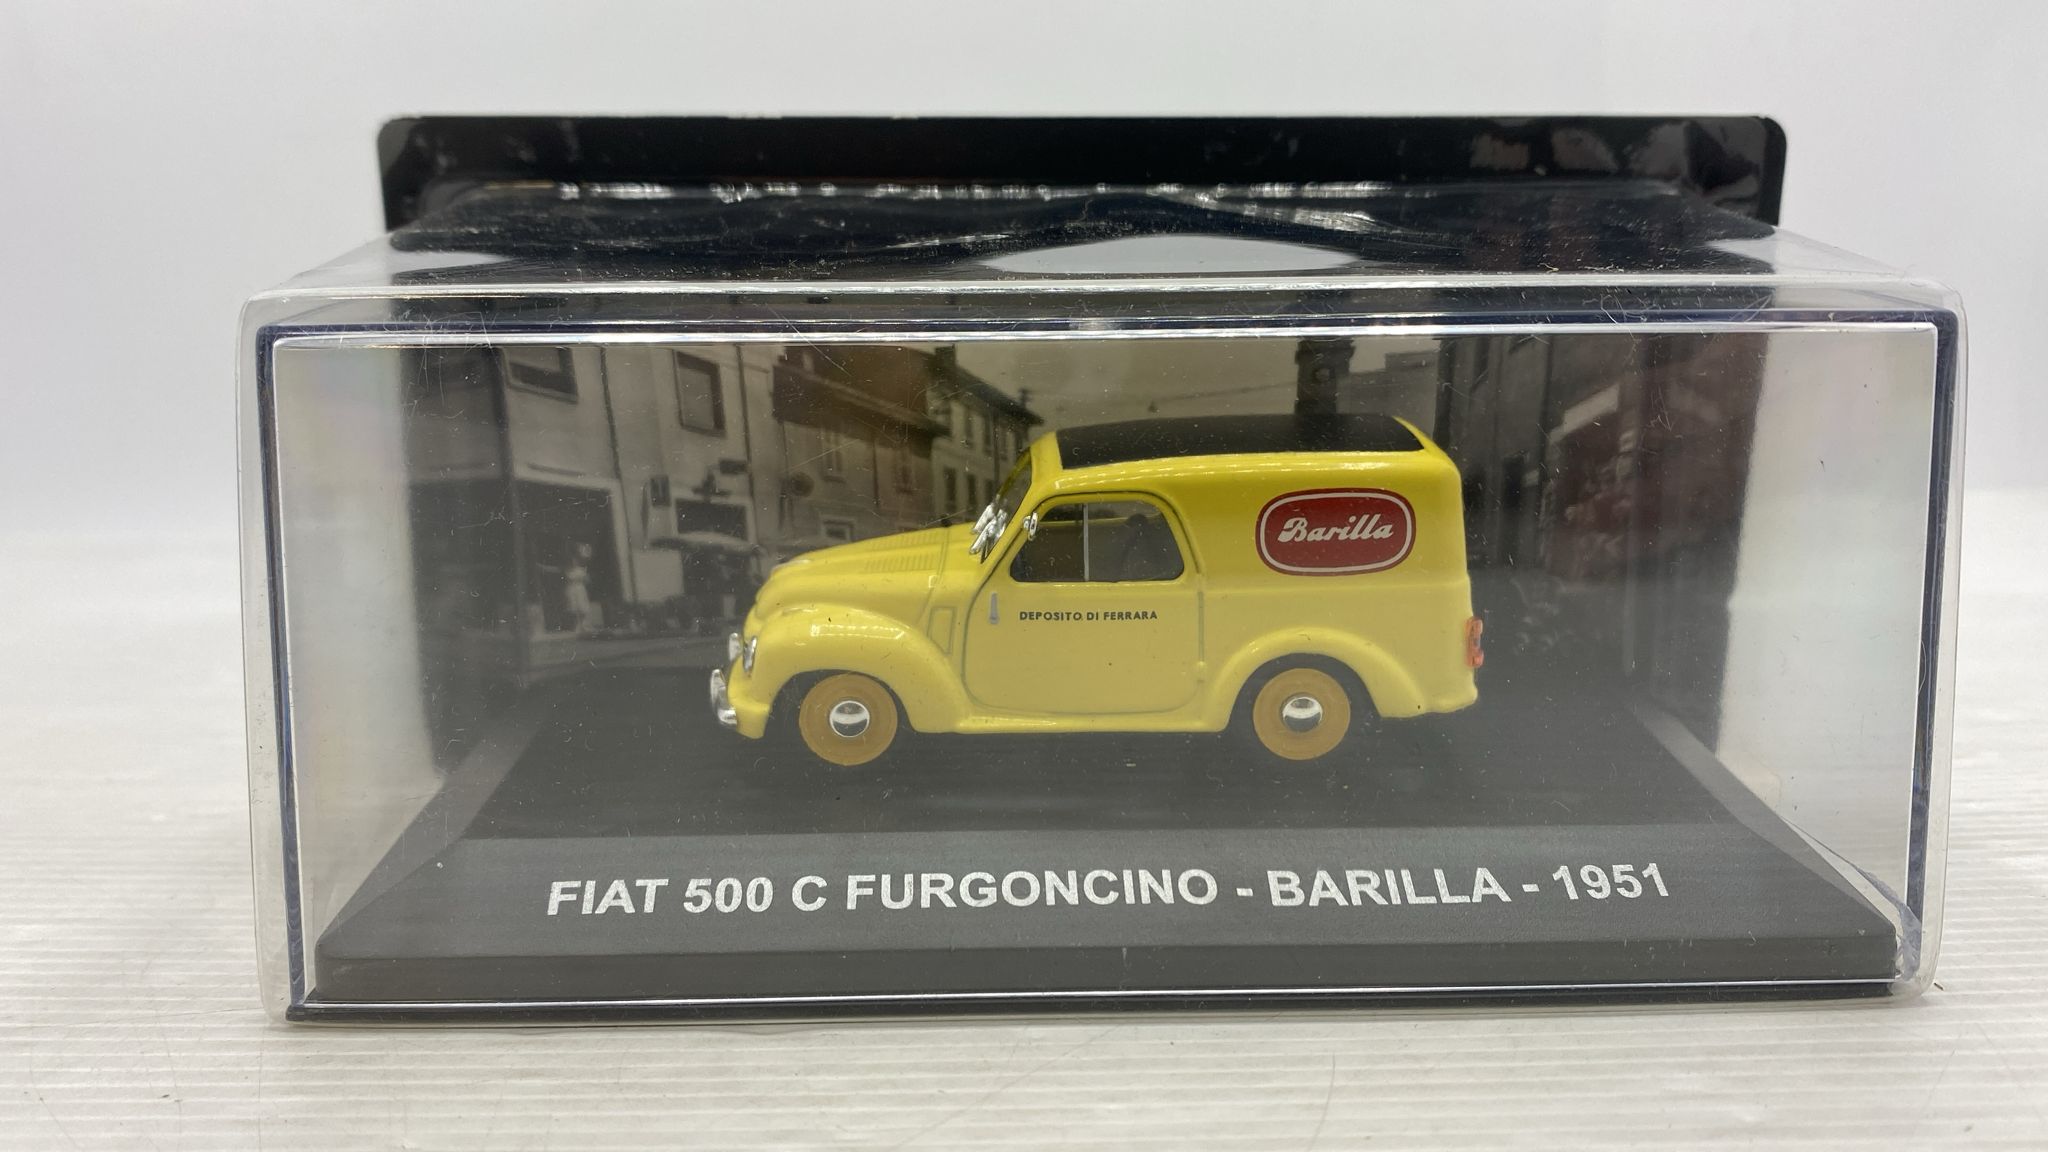 Barilla
DEPOSITO DI FERRARA
FIAT 500 C FURGONCINO - BARILLA - 1951